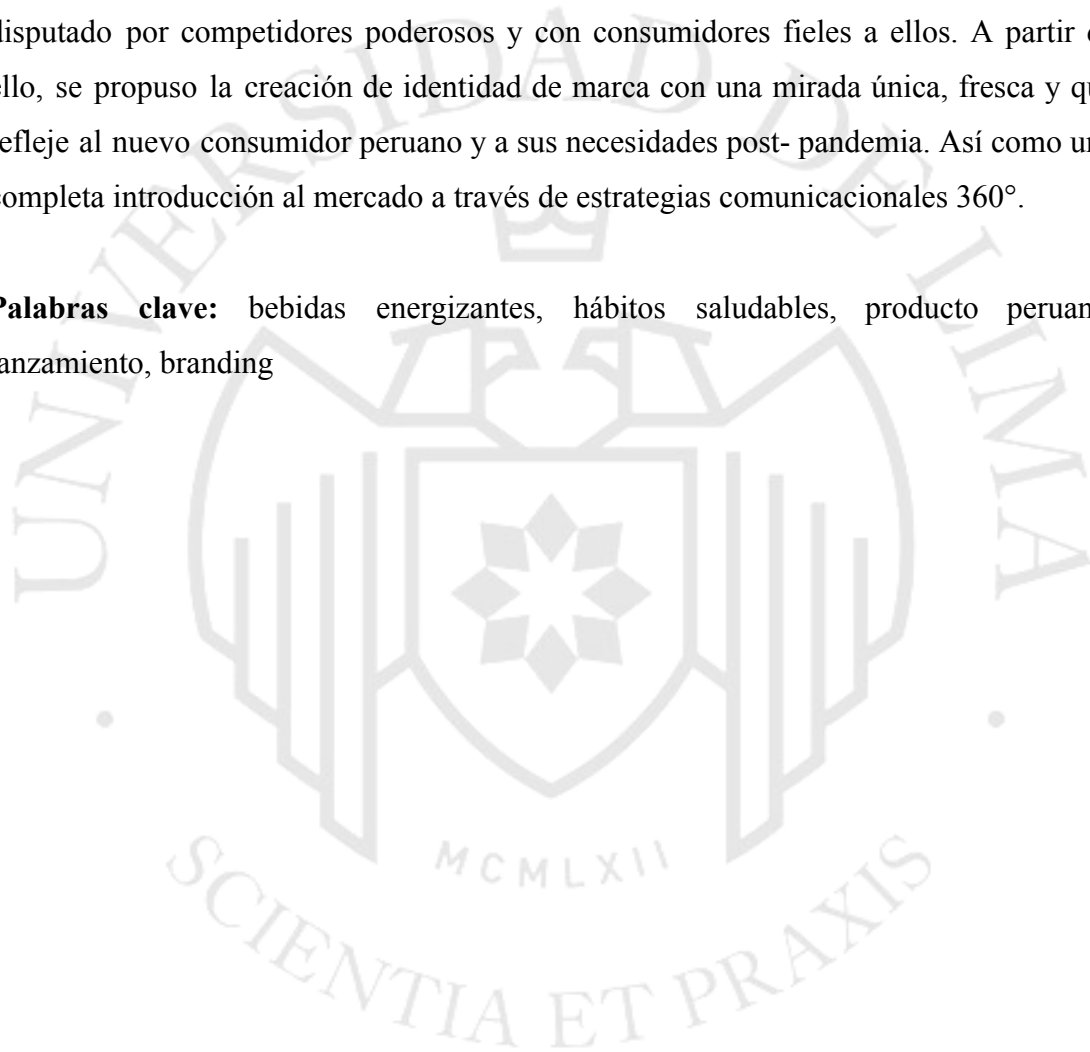 disputado por competidores poderosos y con consumidores fieles a ellos. A partir d
ello, se propuso la creación de identidad de marca con una mirada única, fresca y qu
efleje al nuevo consumidor peruano y a sus necesidades post- pandemia. Así como un
completa introducción al mercado a través de estrategias comunicacionales 360°.
Palabras clave: bebidas energizantes, hábitos saludables, producto peruan
anzamiento, branding
UNIVERSIDAD DE LIMA
MCMLXII
SCIENTIA ET PRAXIS